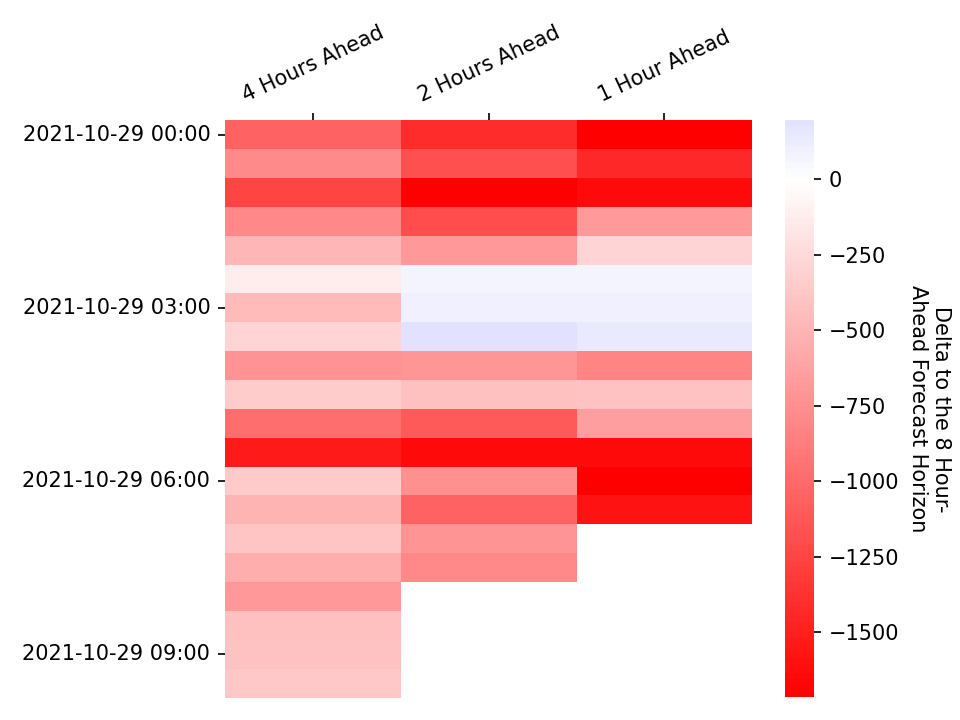 4 Hours Ahead
2 Hours Ahead
1 Hour Ahead
2021-10-29 00:00
2021-10-29 03:00
2021-10-29 06:00
2021-10-29 09:00
0
−250
−500
−750
−1000
−1250
−1500
Delta to the 8 Hour-
Ahead Forecast Horizon